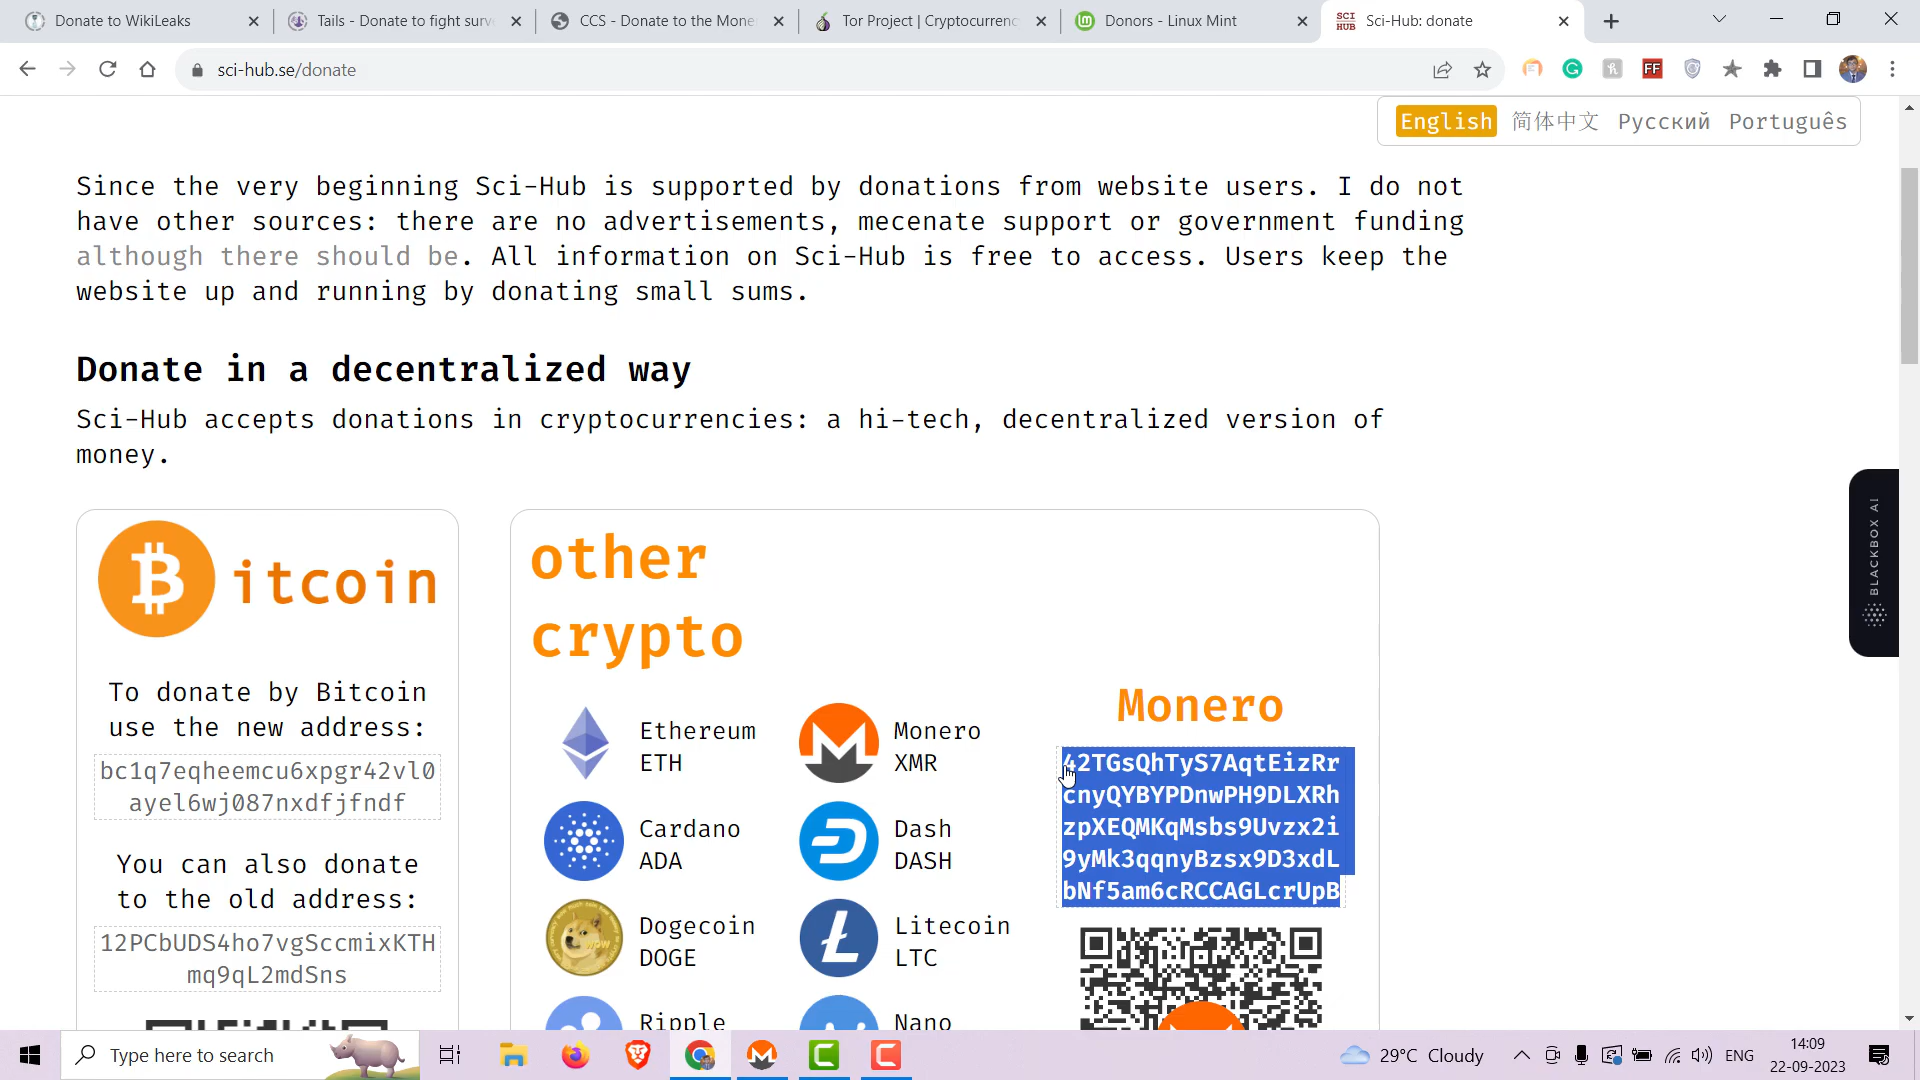 Donate to WikiLeaks
Tails - Donate to fight surv
CCS - Donate to the Mone
Tor Project | Cryptocurrenc
Donors - Linux Mint
SCI HUB
Sci-Hub: donate
sci-hub.se/donate
FF
English 简体中文 Русский Português
Since the very beginning Sci-Hub is supported by donations from website users. I do not
have other sources: there are no advertisements, mecenate support or government funding
although there should be. All information on Sci-Hub is free to access. Users keep the
website up and running by donating small sums.
Donate in a decentralized way
Sci-Hub accepts donations in cryptocurrencies: a hi-tech, decentralized version of
money.
itcoin
To donate by Bitcoin
use the new address:
bc1q7eqheemcu6xpgr42vl0
ayel6wj087nxdfjfndf
You can also donate
to the old address:
12PCbUDS4ho7vgSccmixKTH
mq9qL2mdSns
other
crypto
Ethereum
ETH
Monero
XMR
Cardano
ADA
Dash
DASH
Dogecoin
DOGE
Litecoin
LTC
Ripple
Nano
Monero
42TGsQhTyS7AqtEizRr
cnyQYBYPDnwPH9DLXRh
zpXEQMKqMsbs9Uvzx2i
9yMk3qqnyBzsx9D3xdL
bNf5am6cRCCAGLcrUpB
BLACKBOX AI
Type here to search
29°C Cloudy
ENG
14:09
22-09-2023